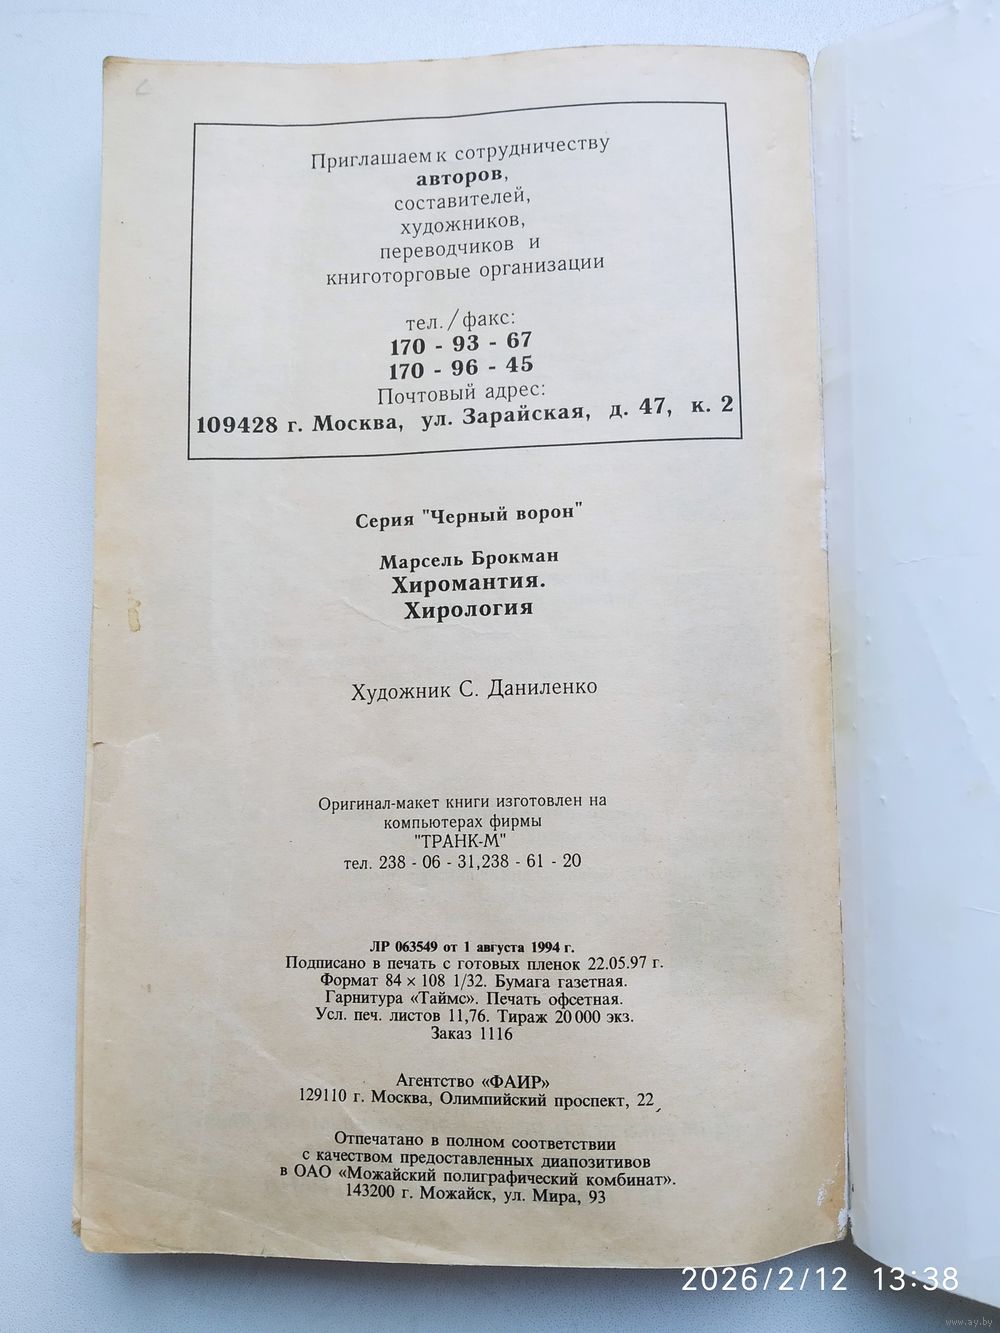 Приглашаем к сотрудничеству
авторов,
составителей,
художников,
переводчиков и
книготорговые организации
тел./факс:
170 - 93 - 67
170 - 96 - 45
Почтовый адрес:
109428 г. Москва, ул. Зарайская, д. 47, к. 2
Серия "Черный ворон"
Марсель Брокман
Хиромантия.
Хирология
Художник С. Даниленко
Оригинал-макет книги изготовлен на
компьютерах фирмы
"ТРАНК-М"
тел. 238 - 06 - 31,238 - 61 - 20
ЛР 063549 от 1 августа 1994 г.
Подписано в печать с готовых пленок 22.05.97 г.
Формат 84 × 108 1/32. Бумага газетная.
Гарнитура «Таймс». Печать офсетная.
Усл. печ. листов 11,76. Тираж 20 000 экз.
Заказ 1116
Агентство «ФАИР»
129110 г. Москва, Олимпийский проспект, 22
Отпечатано в полном соответствии
с качеством предоставленных диапозитивов
в ОАО «Можайский полиграфический комбинат».
143200 г. Можайск, ул. Мира, 93
2026/2/12 13:38
www.ay.by